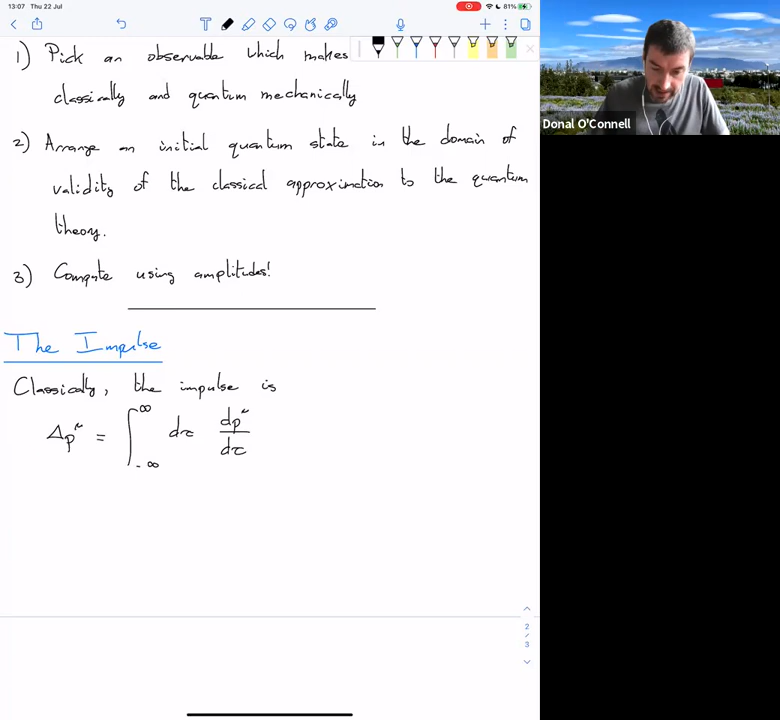 13:07 Thu 22 Jul
81%
1) Pick an observable which makes
classically and quantum mechanically
2) Arrange an initial quantum state in the domain of
validity of the classical approximation to the quantum
theory.
3) Compute using amplitudes!
The Impulse
Classically, the impulse is
Δp^μ = ∫_{-∞}^{∞} dτ dp^μ/dτ
2/3
Donal O'Connell